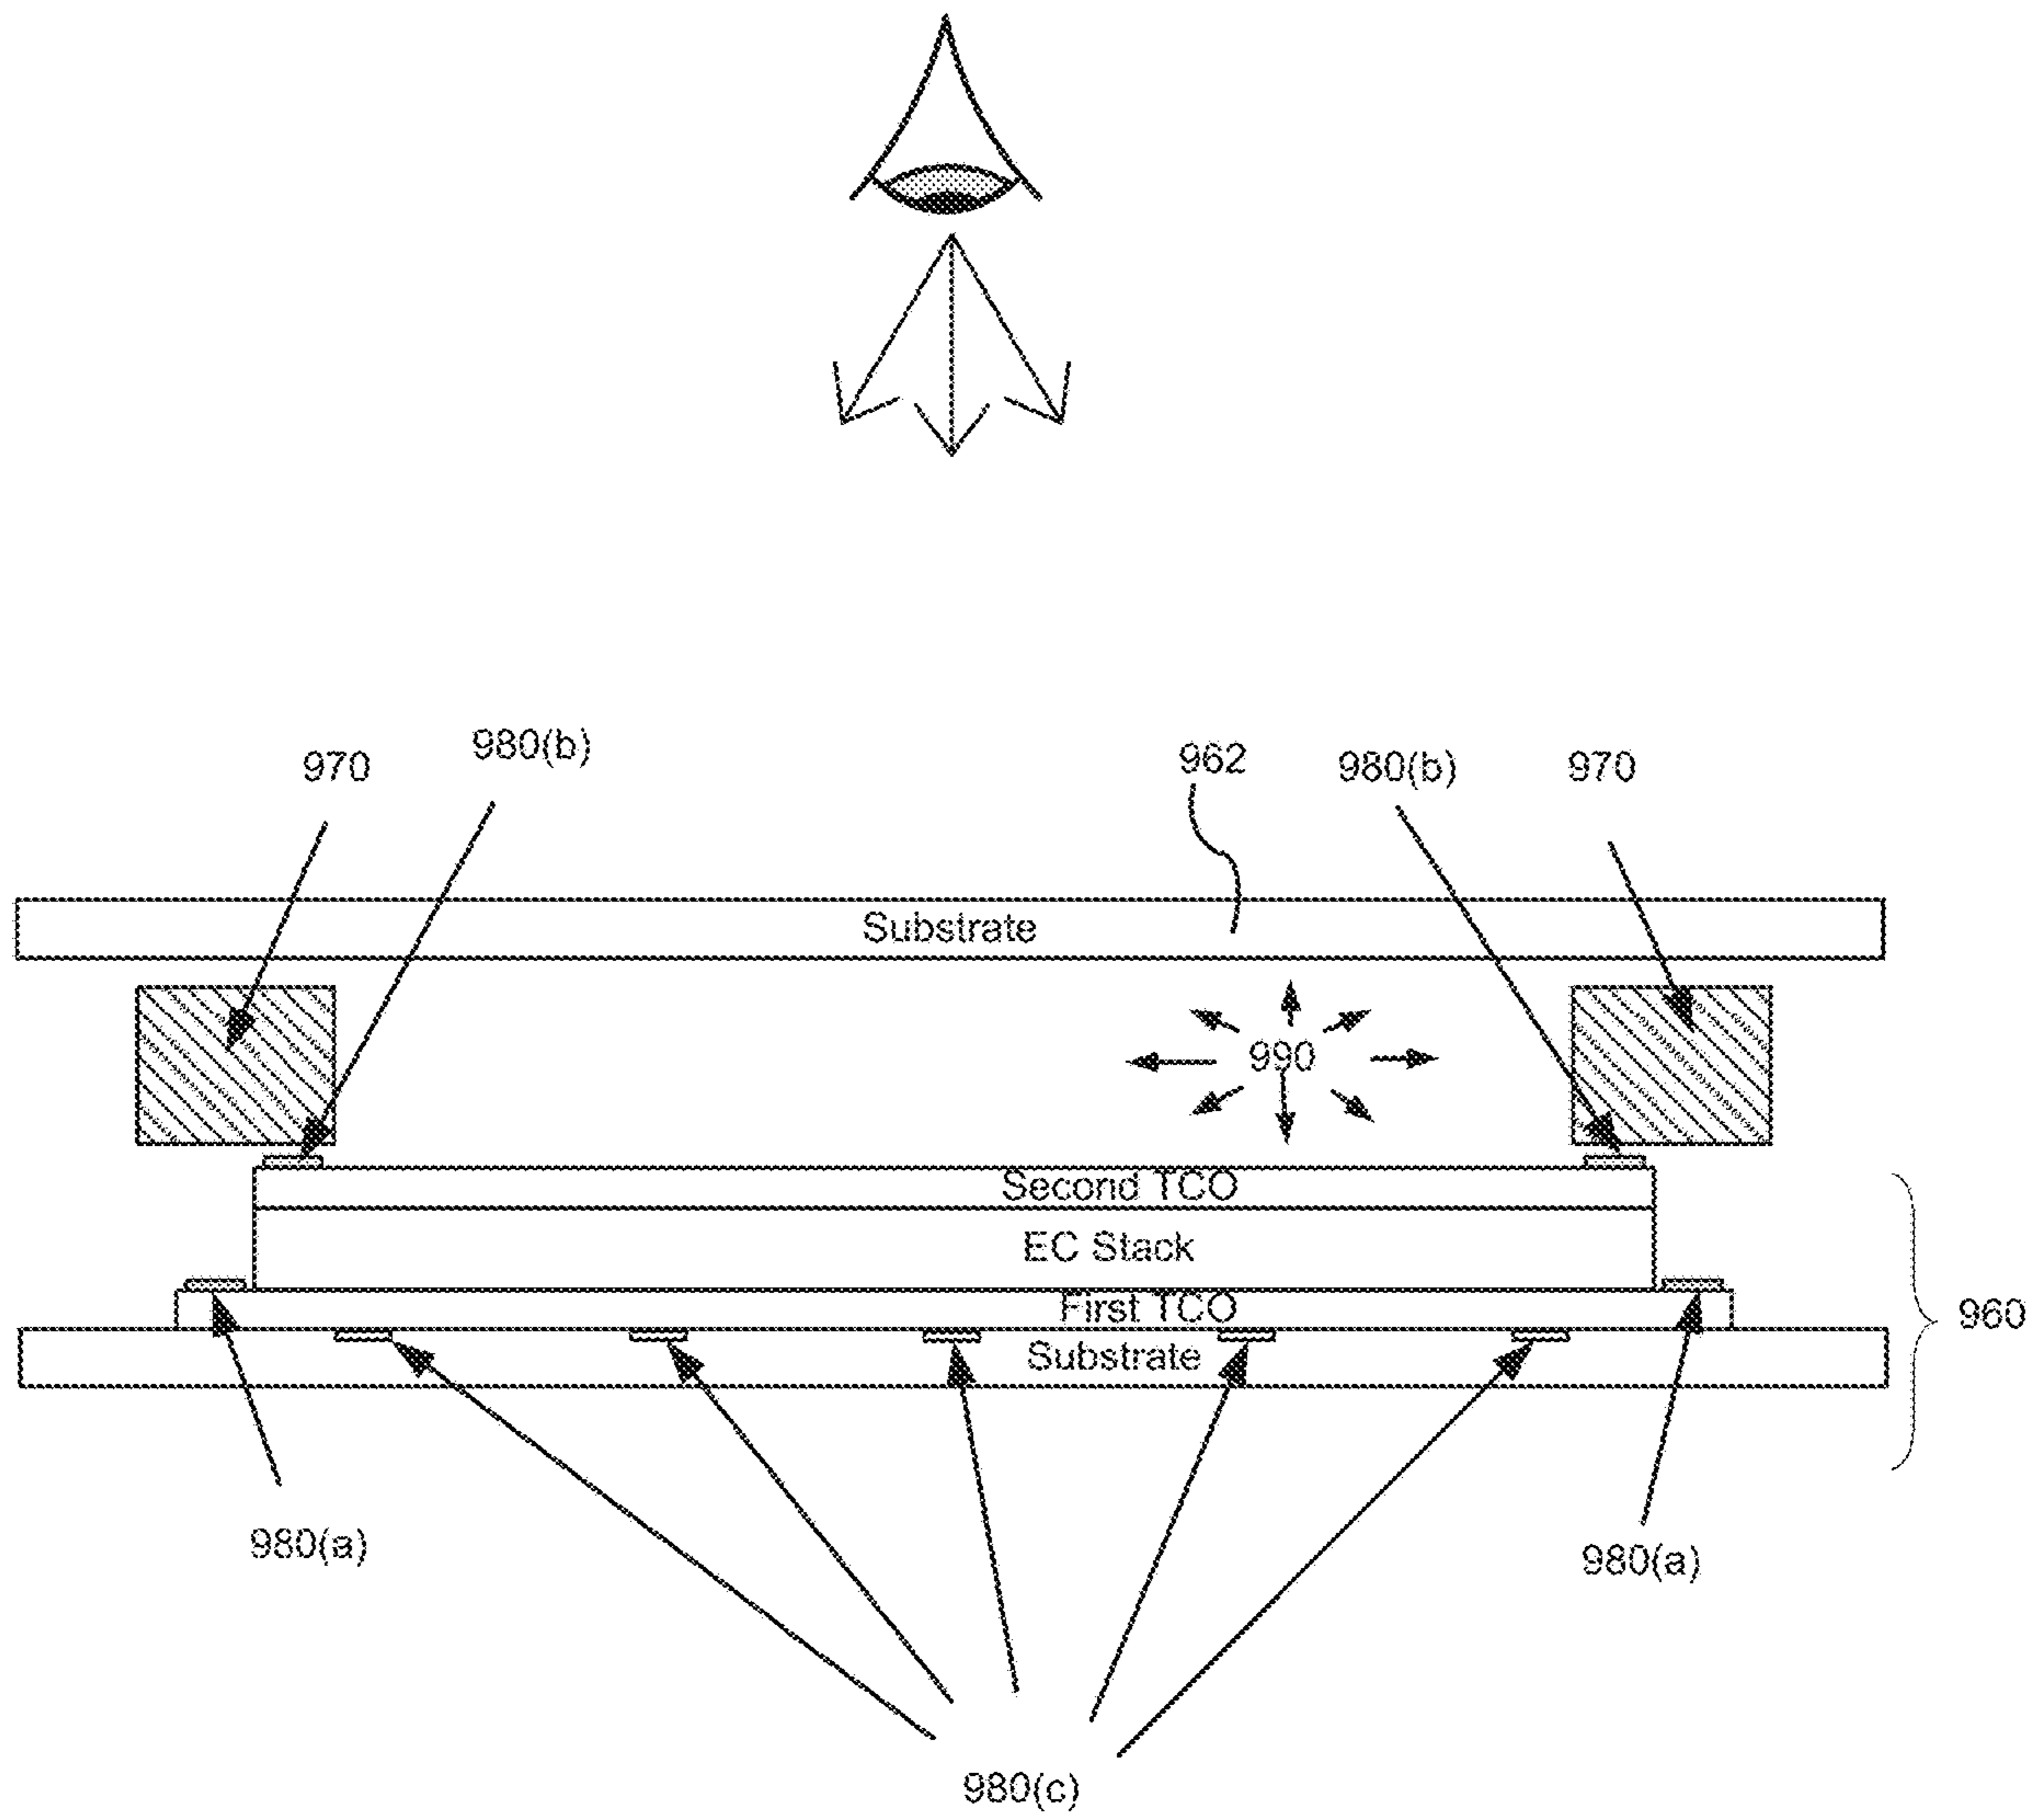 970
980(b)
962
980(b)
970
Substrate
990
Second TCO
EC Stack
First TCO
960
Substrate
980(a)
980(a)
980(c)